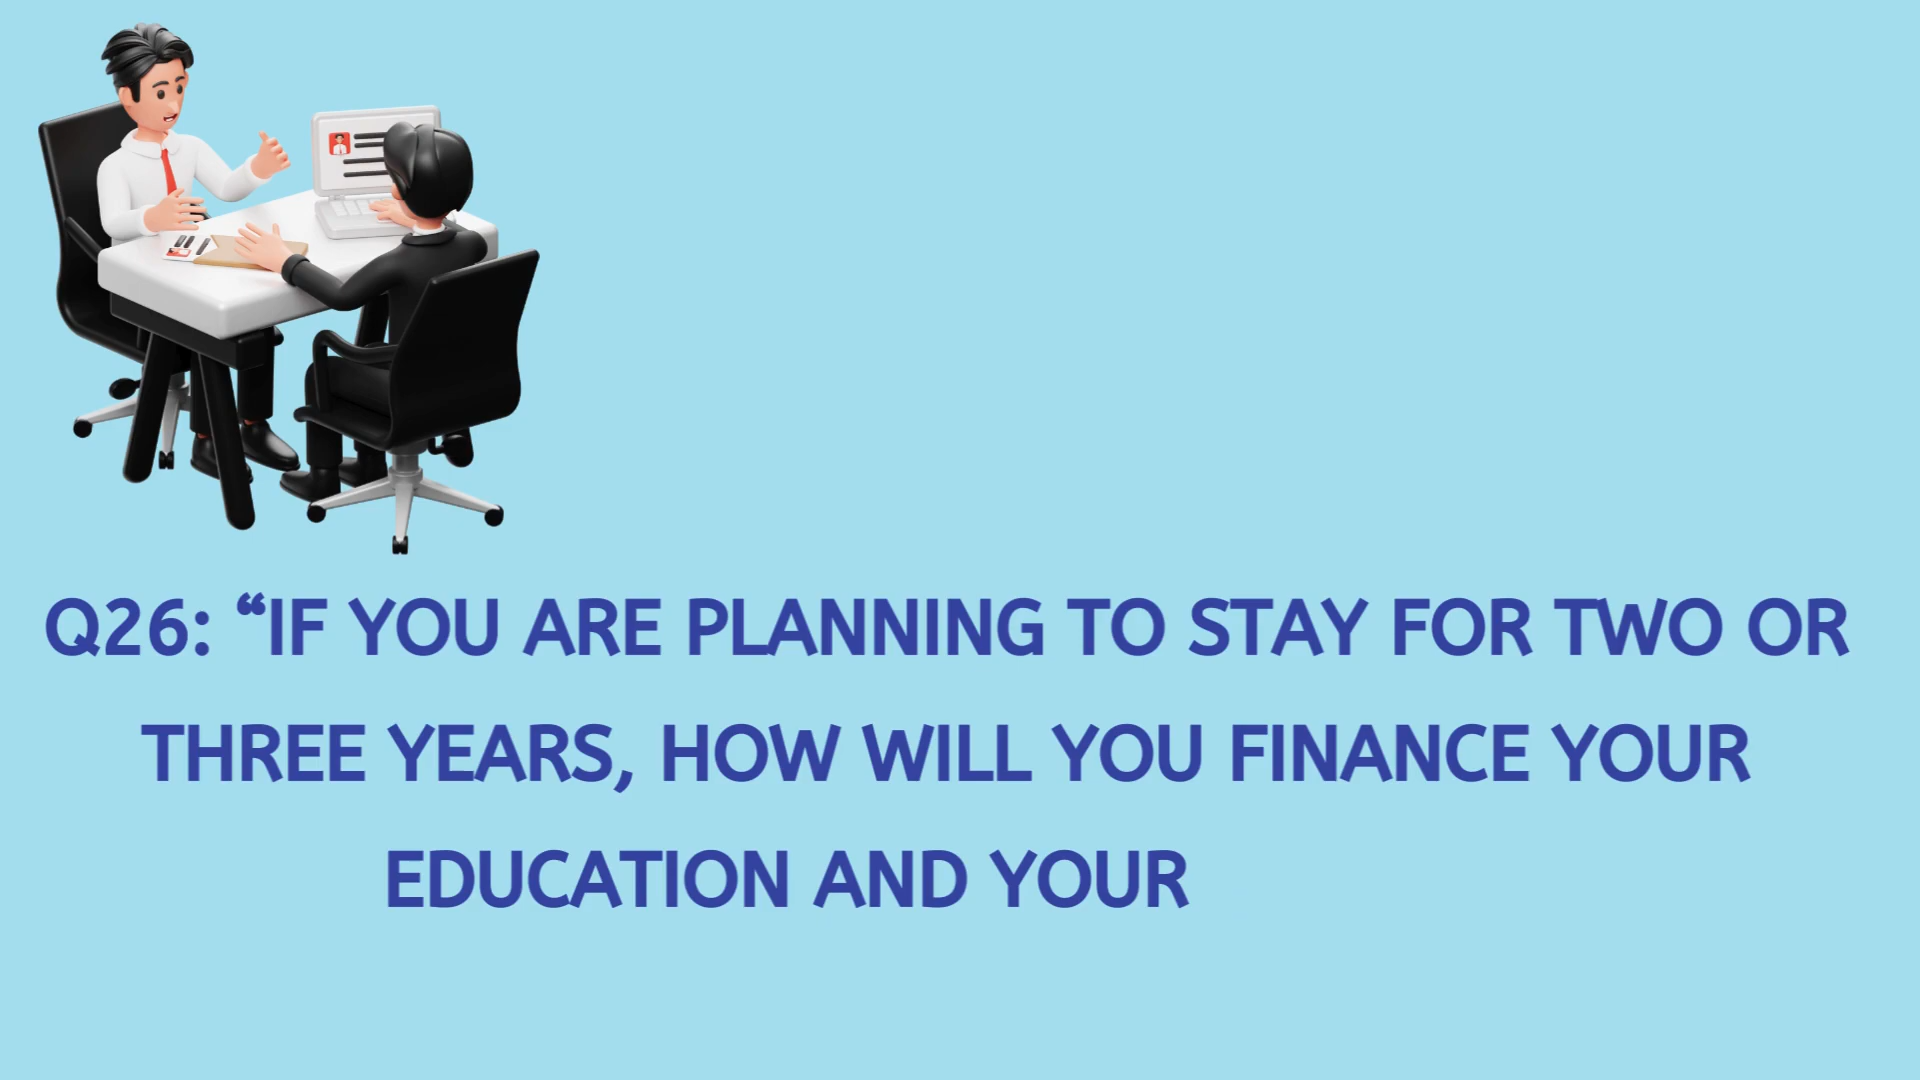 Q26: “IF YOU ARE PLANNING TO STAY FOR TWO OR
THREE YEARS, HOW WILL YOU FINANCE YOUR
EDUCATION AND YOUR